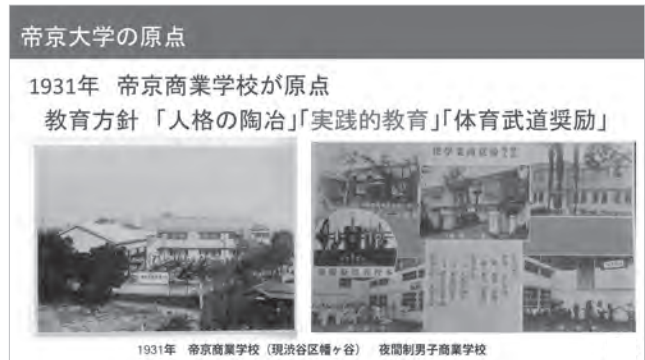 帝京大学の原点
1931年 帝京商業学校が原点
教育方針「人格の陶冶」「実践的教育」「体育武道奨励」
1931年 帝京商業学校（現渋谷区幡ヶ谷） 夜間制男子商業学校